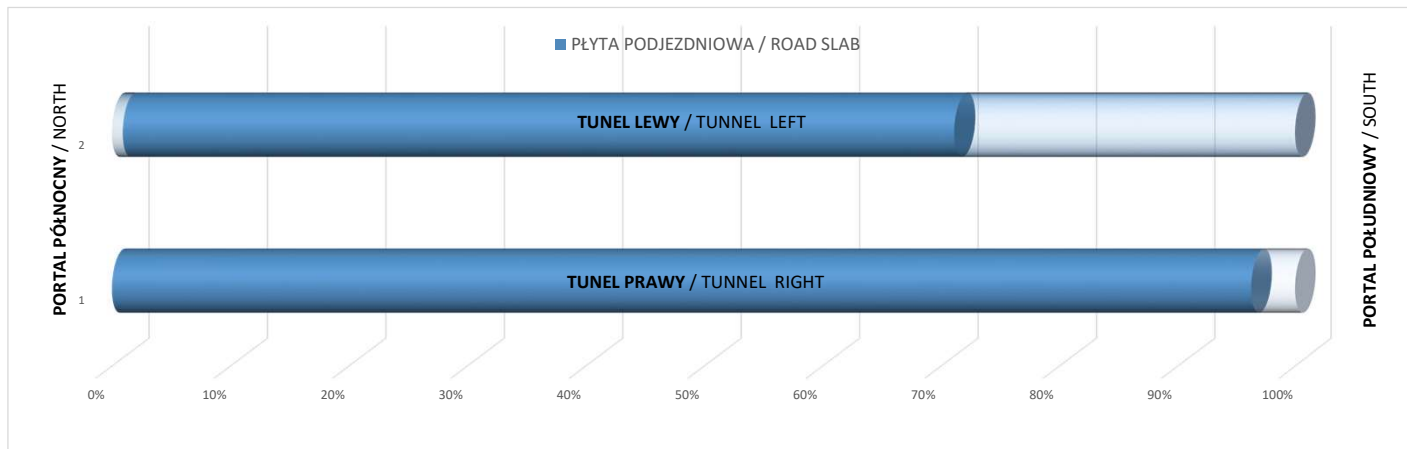 PŁYTA PODJEZDNIOWA / ROAD SLAB
PORTAL PÓŁNOCNY / NORTH
2
TUNEL LEWY / TUNNEL LEFT
PORTAL POŁUDNIOWY / SOUTH
1
TUNEL PRAWY / TUNNEL RIGHT
0% 10% 20% 30% 40% 50% 60% 70% 80% 90% 100%